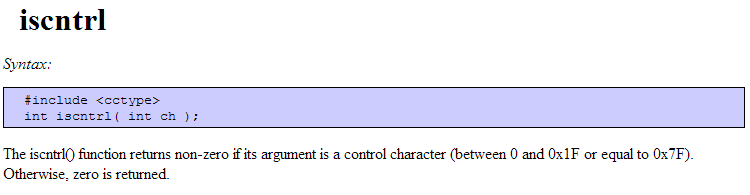 iscntrl
Syntax:
#include <cctype>
int iscntrl( int ch );
The iscntrl() function returns non-zero if its argument is a control character (between 0 and 0x1F or equal to 0x7F).
Otherwise, zero is returned.